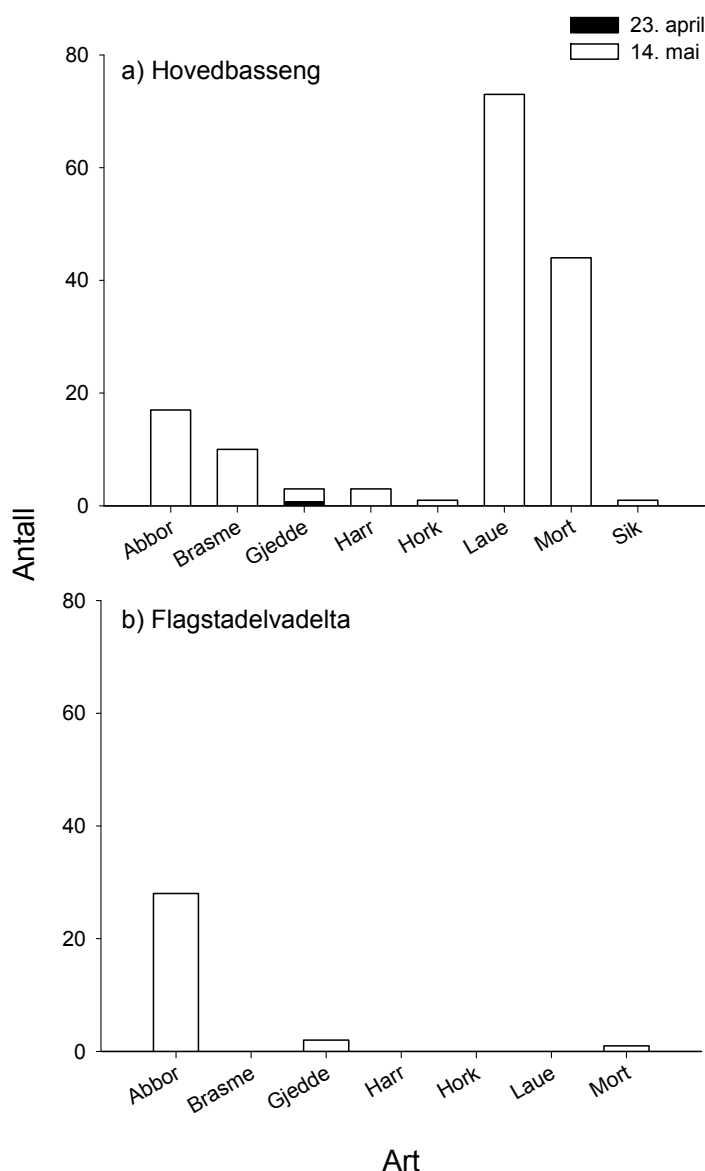 23. april
14. mai
a) Hovedbasseng
80
60
40
20
0
Abbor
Brasme
Gjedde
Harr
Hork
Laue
Mort
Sik
Antall
b) Flagstadelvadelta
80
60
40
20
0
Abbor
Brasme
Gjedde
Harr
Hork
Laue
Mort
Art